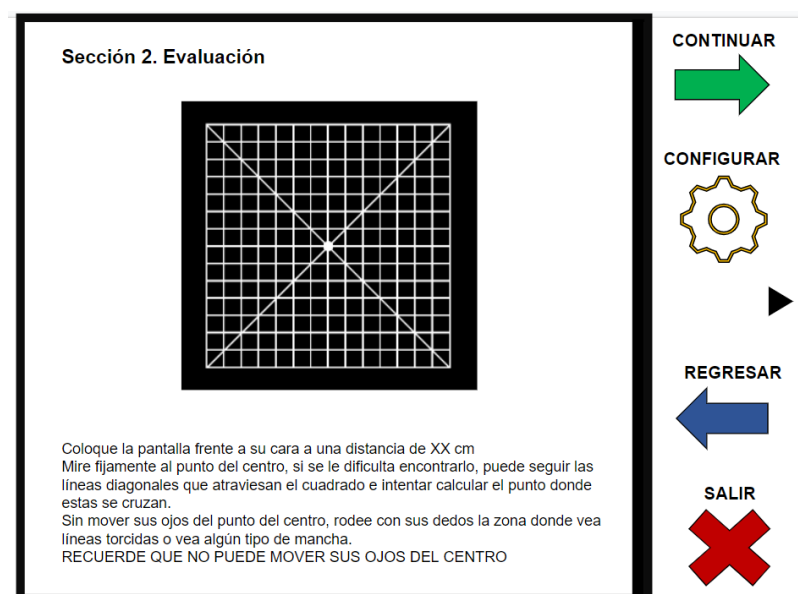 Sección 2. Evaluación
Coloque la pantalla frente a su cara a una distancia de XX cm
Mire fijamente al punto del centro, si se le dificulta encontrarlo, puede seguir las
líneas diagonales que atraviesan el cuadrado e intentar calcular el punto donde
estas se cruzan.
Sin mover sus ojos del punto del centro, rodee con sus dedos la zona donde vea
líneas torcidas o vea algún tipo de mancha.
RECUERDE QUE NO PUEDE MOVER SUS OJOS DEL CENTRO
CONTINUAR
CONFIGURAR
REGRESAR
SALIR